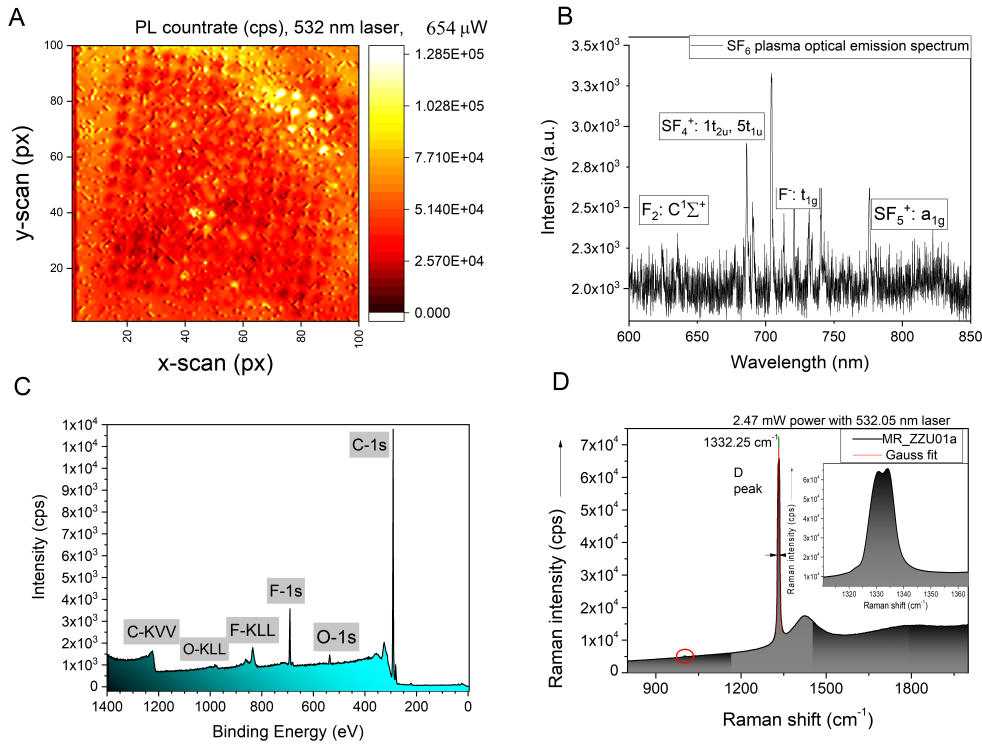 A
PL countrate (cps), 532 nm laser, 654 µW
100
80
60
40
20
y-scan (px)
20
40
60
80
100
x-scan (px)
1.285E+05
1.028E+05
7.710E+04
5.140E+04
2.570E+04
0.000
B
SF₆ plasma optical emission spectrum
3.5x10³
3.3x10³
3.0x10³
2.8x10³
2.5x10³
2.3x10³
2.0x10³
Intensity (a.u.)
SF₄⁺: 1t₂ᵤ, 5t₁ᵤ
F₂: C¹Σ⁺
F⁻: t₁g
SF₅⁺: a₁g
600 650 700 750 800 850
Wavelength (nm)
C
1x10⁴
1x10⁴
1x10⁴
9x10³
8x10³
7x10³
6x10³
5x10³
4x10³
3x10³
2x10³
1x10³
0
Intensity (cps)
C-1s
F-1s
C-KVV
O-KLL
F-KLL
O-1s
1400 1200 1000 800 600 400 200 0
Binding Energy (eV)
D
2.47 mW power with 532.05 nm laser
1332.25 cm⁻¹
MR_ZZU01a
Gauss fit
D
peak
7x10⁴
6x10⁴
5x10⁴
4x10⁴
3x10⁴
2x10⁴
1x10⁴
0
Raman intensity (cps)
6x10⁴
5x10⁴
4x10⁴
3x10⁴
2x10⁴
1x10⁴
Raman intensity (cps)
1320 1330 1340 1350 1360
Raman shift (cm⁻¹)
900 1200 1500 1800
Raman shift (cm⁻¹)